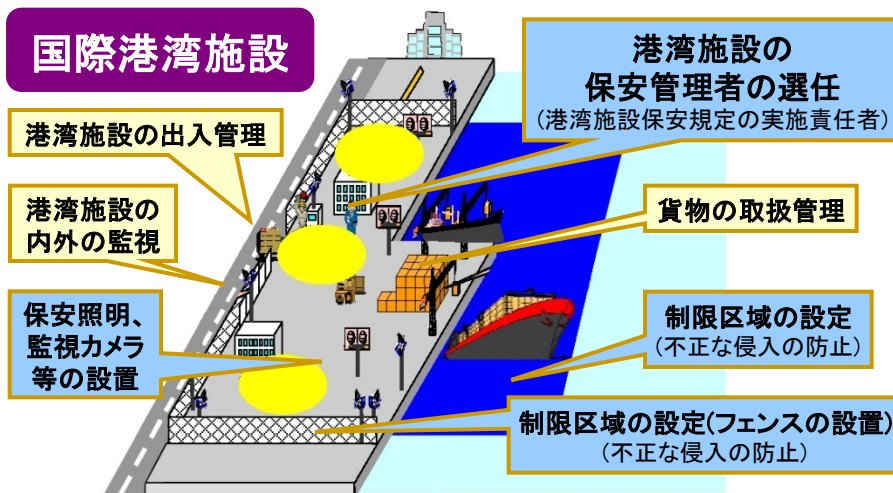 国際港湾施設
港湾施設の
保安管理者の選任
(港湾施設保安規定の実施責任者)
港湾施設の出入管理
港湾施設の
内外の監視
貨物の取扱管理
保安照明、
監視カメラ
等の設置
制限区域の設定
(不正な侵入の防止)
制限区域の設定(フェンスの設置)
(不正な侵入の防止)